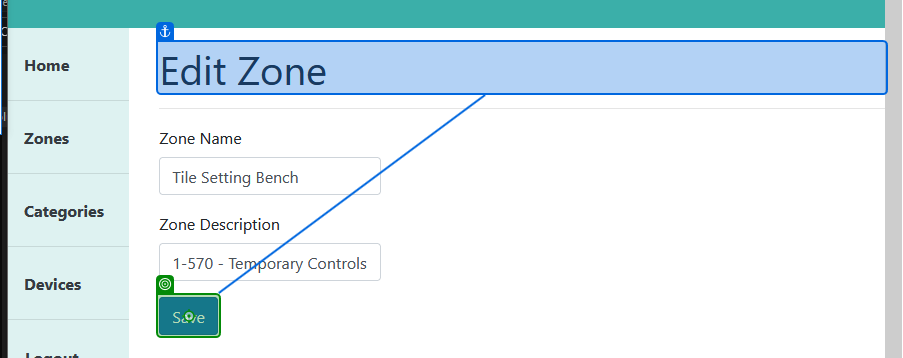 Home
Edit Zone
Zones
Zone Name
Tile Setting Bench
Categories
Zone Description
1-570 - Temporary Controls
Devices
Save
Logout